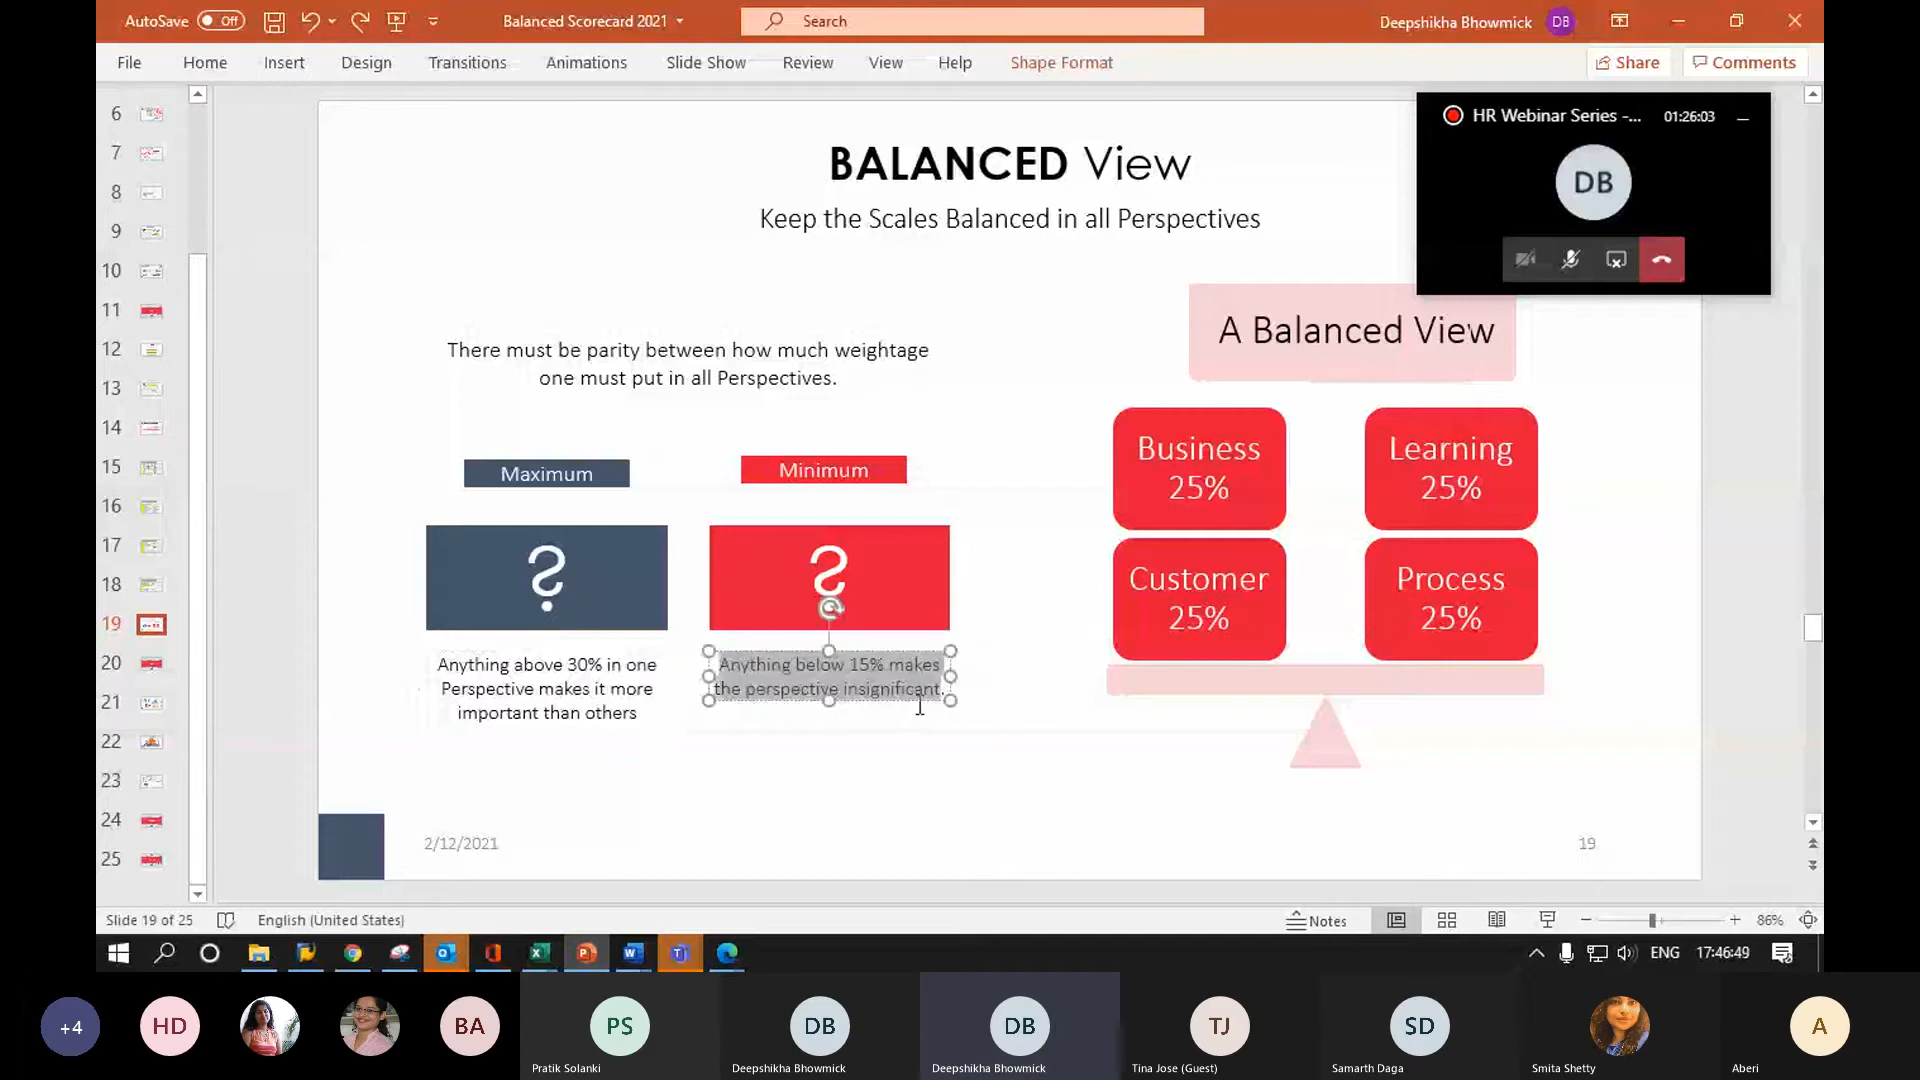 AutoSave Off
Balanced Scorecard 2021
Search
Deepshikha Bhowmick DB
File Home Insert Design Transitions Animations Slide Show Review View Help Shape Format Share Comments
HR Webinar Series -... 01:26:03
DB
6
7
8
9
10
11
12
13
14
15
16
17
18
19
20
21
22
23
24
25
BALANCED View
Keep the Scales Balanced in all Perspectives
There must be parity between how much weightage
one must put in all Perspectives.
Maximum
?
Anything above 30% in one
Perspective makes it more
important than others
Minimum
?
Anything below 15% makes
the perspective insignificant.
A Balanced View
Business
25%
Learning
25%
Customer
25%
Process
25%
2/12/2021
19
Slide 19 of 25 English (United States) Notes 86%
ENG 17:46:49
+4 HD BA PS DB DB TJ SD A
Pratik Solanki Deepshikha Bhowmick Deepshikha Bhowmick Tina Jose (Guest) Samarth Daga Smita Shetty Aberi